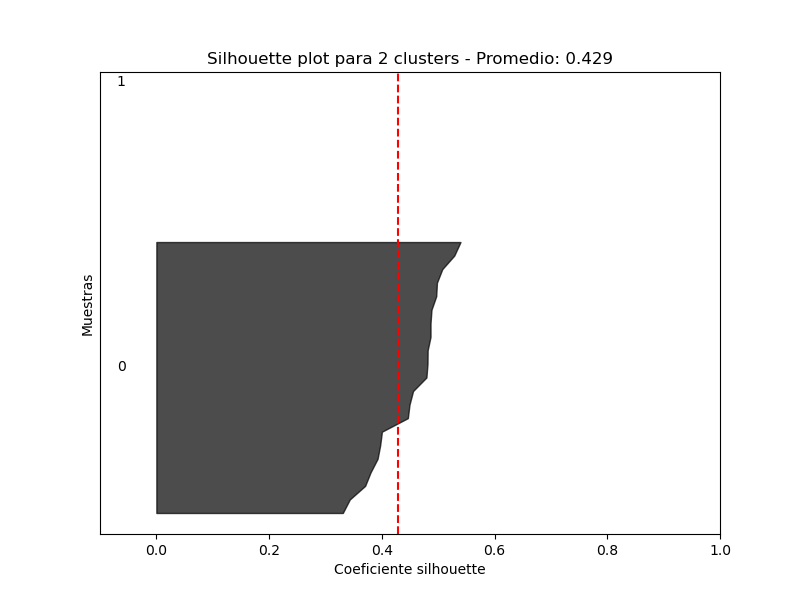 Silhouette plot para 2 clusters - Promedio: 0.429
1
0
Muestras
0.0 0.2 0.4 0.6 0.8 1.0
Coeficiente silhouette